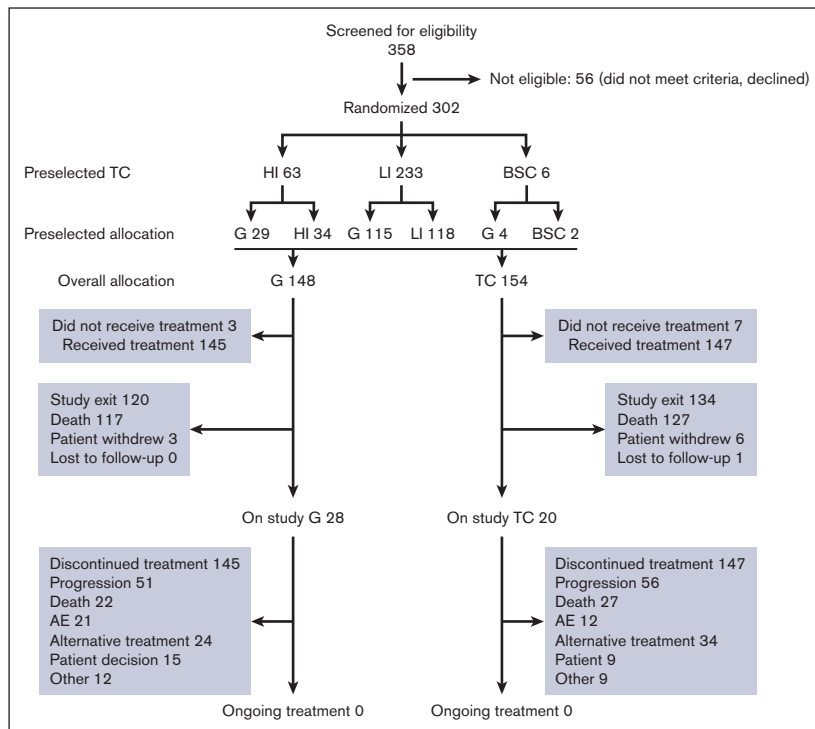 Screened for eligibility
358
Not eligible: 56 (did not meet criteria, declined)
Randomized 302
Preselected TC
HI 63
LI 233
BSC 6
Preselected allocation
G 29
HI 34
G 115
LI 118
G 4
BSC 2
Overall allocation
G 148
TC 154
Did not receive treatment 3
Received treatment 145
Did not receive treatment 7
Received treatment 147
Study exit 120
Death 117
Patient withdrew 3
Lost to follow-up 0
Study exit 134
Death 127
Patient withdrew 6
Lost to follow-up 1
On study G 28
On study TC 20
Discontinued treatment 145
Progression 51
Death 22
AE 21
Alternative treatment 24
Patient decision 15
Other 12
Discontinued treatment 147
Progression 56
Death 27
AE 12
Alternative treatment 34
Patient 9
Other 9
Ongoing treatment 0
Ongoing treatment 0